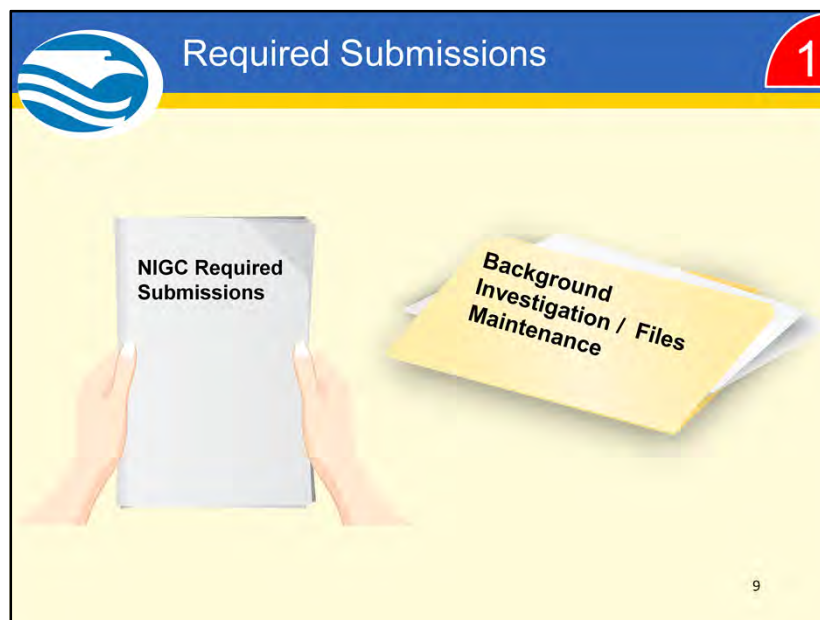 Required Submissions
1
NIGC Required
Submissions
Background
Investigation / Files
Maintenance
9